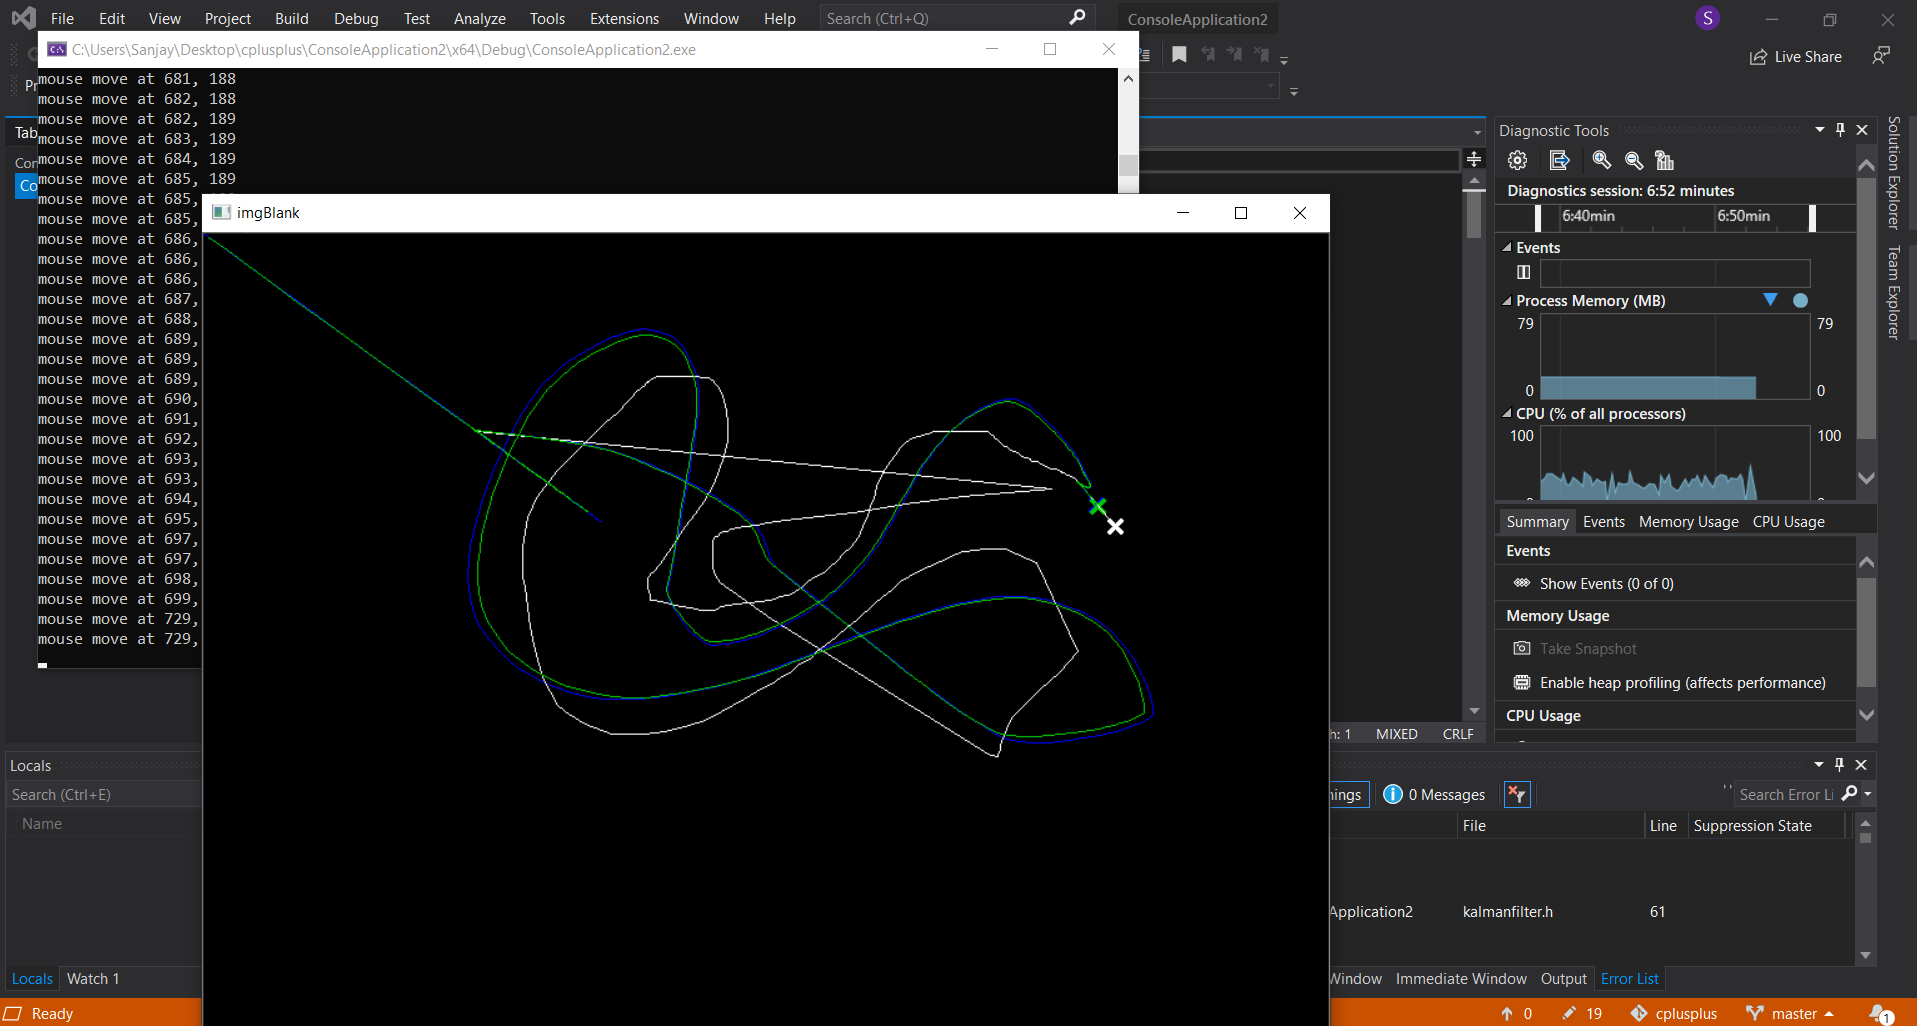 File Edit View Project Build Debug Test Analyze Tools Extensions Window Help Search (Ctrl+Q) ConsoleApplication2 S
C:\Users\Sanjay\Desktop\cplusplus\ConsoleApplication2\x64\Debug\ConsoleApplication2.exe
Live Share
mouse move at 681, 188
mouse move at 682, 188
mouse move at 682, 189
mouse move at 683, 189
mouse move at 684, 189
mouse move at 685, 189
mouse move at 685,
mouse move at 685,
mouse move at 686,
mouse move at 686,
mouse move at 686,
mouse move at 687,
mouse move at 688,
mouse move at 689,
mouse move at 689,
mouse move at 689,
mouse move at 690,
mouse move at 691,
mouse move at 692,
mouse move at 693,
mouse move at 693,
mouse move at 694,
mouse move at 695,
mouse move at 697,
mouse move at 697,
mouse move at 698,
mouse move at 699,
mouse move at 729,
mouse move at 729,
Pr
Tab
Con
Co
imgBlank
Diagnostic Tools
Diagnostics session: 6:52 minutes
6:40min 6:50min
Events
Process Memory (MB)
79 79
0 0
CPU (% of all processors)
100 100
Summary Events Memory Usage CPU Usage
Events
Show Events (0 of 0)
Memory Usage
Take Snapshot
Enable heap profiling (affects performance)
CPU Usage
Solution Explorer
Team Explorer
h: 1 MIXED CRLF
Locals
Search (Ctrl+E)
Name
Locals Watch 1
ings 0 Messages Search Error Li
File Line Suppression State
Application2 kalmanfilter.h 61
Window Immediate Window Output Error List
Ready 0 19 cplusplus master 1